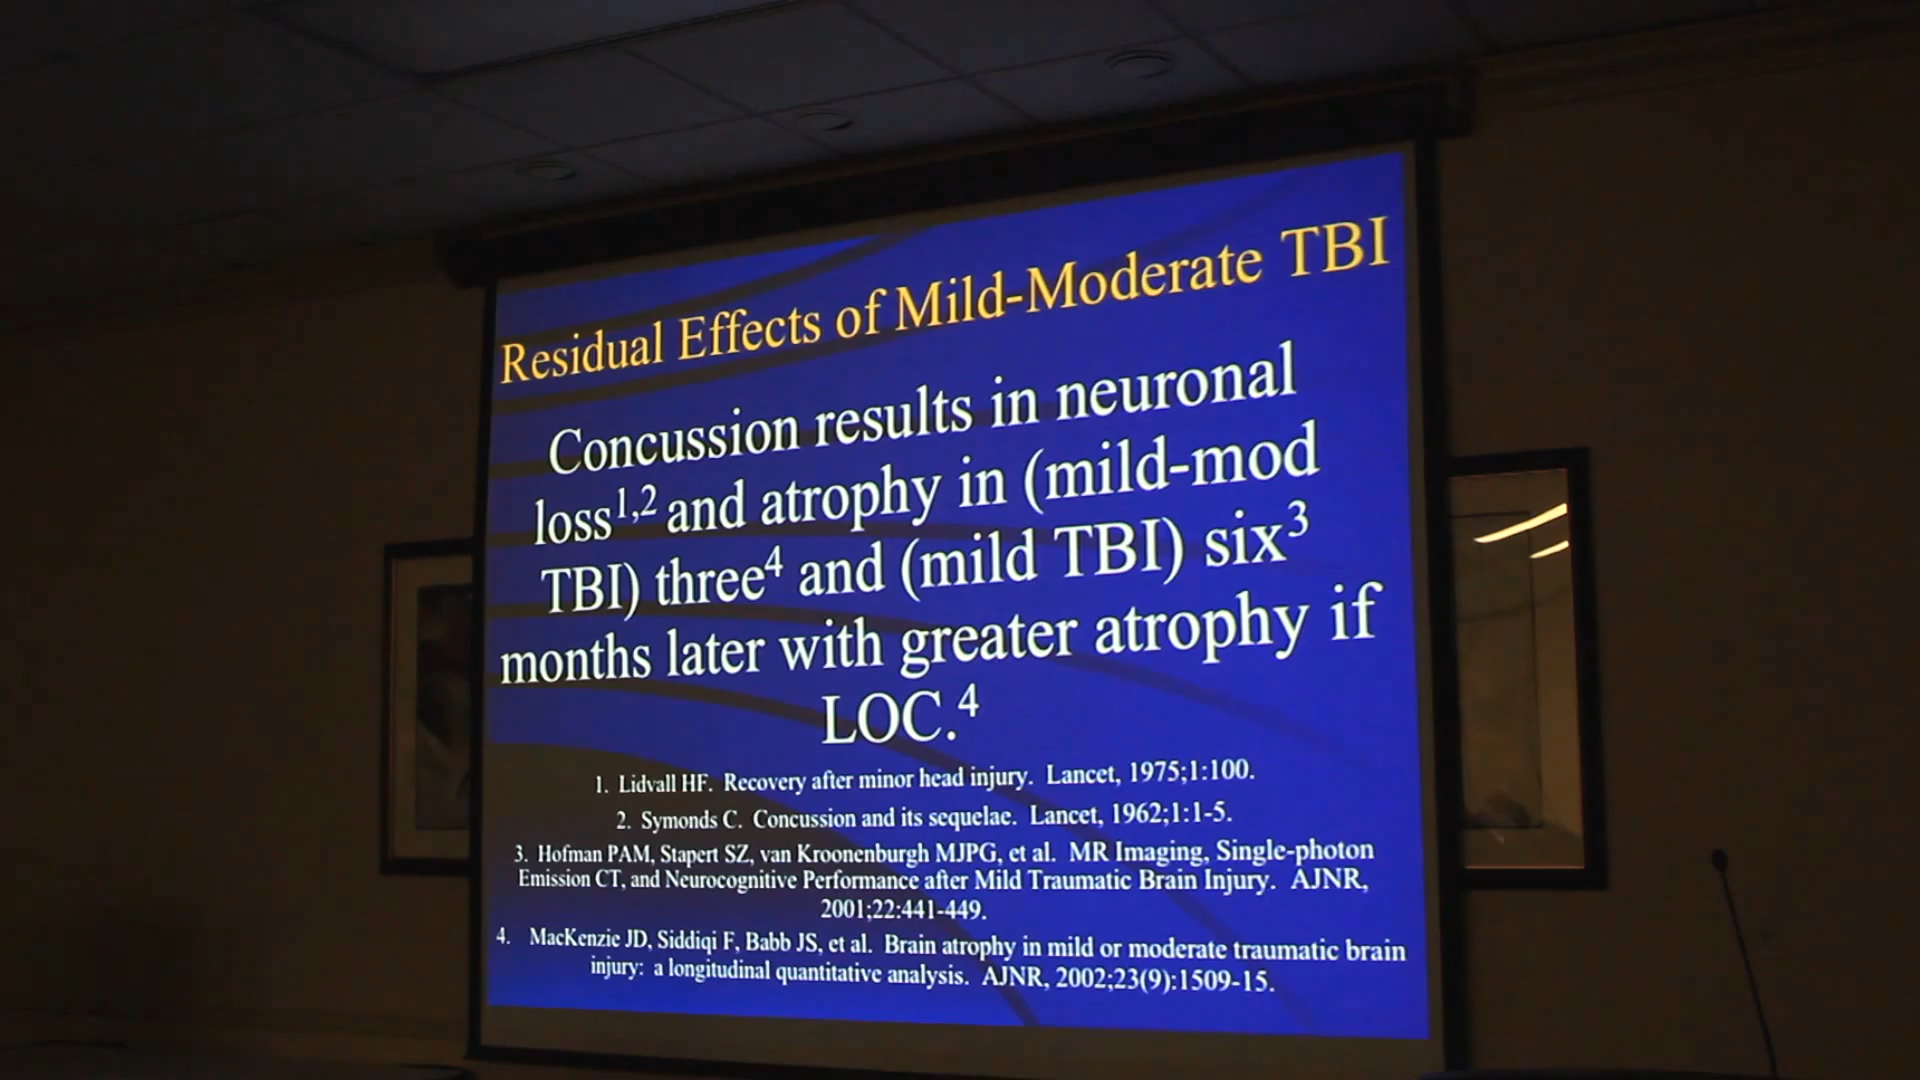 Residual Effects of Mild-Moderate TBI
Concussion results in neuronal
loss1,2 and atrophy in (mild-mod
TBI) three4 and (mild TBI) six3
months later with greater atrophy if
LOC.4
1. Lidvall HF. Recovery after minor head injury. Lancet, 1975;1:100.
2. Symonds C. Concussion and its sequelae. Lancet, 1962;1:1-5.
3. Hofman PAM, Stapert SZ, van Kroonenburgh MJPG, et al. MR Imaging, Single-photon
Emission CT, and Neurocognitive Performance after Mild Traumatic Brain Injury. AJNR,
2001;22:441-449.
4. MacKenzie JD, Siddiqi F, Babb JS, et al. Brain atrophy in mild or moderate traumatic brain
injury: a longitudinal quantitative analysis. AJNR, 2002;23(9):1509-15.